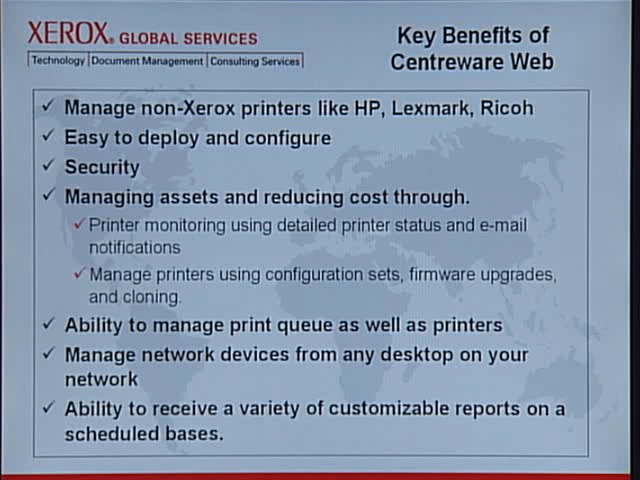 XEROX. GLOBAL SERVICES
Technology | Document Management | Consulting Services
Key Benefits of
Centreware Web
✓ Manage non-Xerox printers like HP, Lexmark, Ricoh
✓ Easy to deploy and configure
✓ Security
✓ Managing assets and reducing cost through.
✓ Printer monitoring using detailed printer status and e-mail
notifications
✓ Manage printers using configuration sets, firmware upgrades,
and cloning.
✓ Ability to manage print queue as well as printers
✓ Manage network devices from any desktop on your
network
✓ Ability to receive a variety of customizable reports on a
scheduled bases.